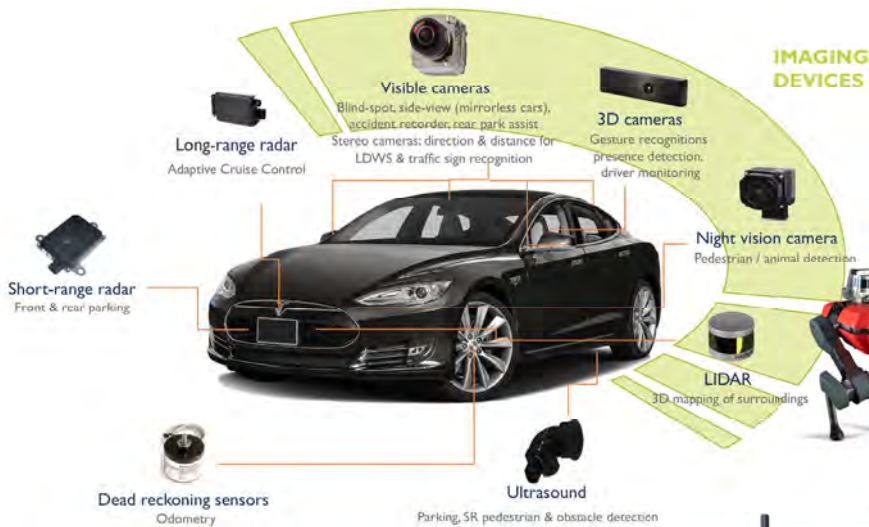 IMAGING
DEVICES
Visible cameras
Blind-spot, side-view (mirrorless cars),
accident recorder, rear park assist
Stereo cameras: direction & distance for
LDWS & traffic sign recognition
3D cameras
Gesture recognitions
presence detection,
driver monitoring
Long-range radar
Adaptive Cruise Control
Night vision camera
Pedestrian / animal detection
Short-range radar
Front & rear parking
LIDAR
3D mapping of surroundings
Dead reckoning sensors
Odometry
Ultrasound
Parking, SR pedestrian & obstacle detection